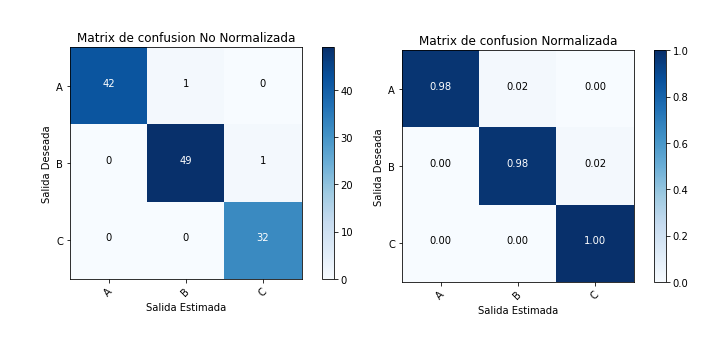 Matrix de confusion No Normalizada
A
B
C
Salida Deseada
42 1 0
0 49 1
0 0 32
A B C
Salida Estimada
40
30
20
10
0
Matrix de confusion Normalizada
A
B
C
Salida Deseada
0.98 0.02 0.00
0.00 0.98 0.02
0.00 0.00 1.00
A B C
Salida Estimada
1.0
0.8
0.6
0.4
0.2
0.0